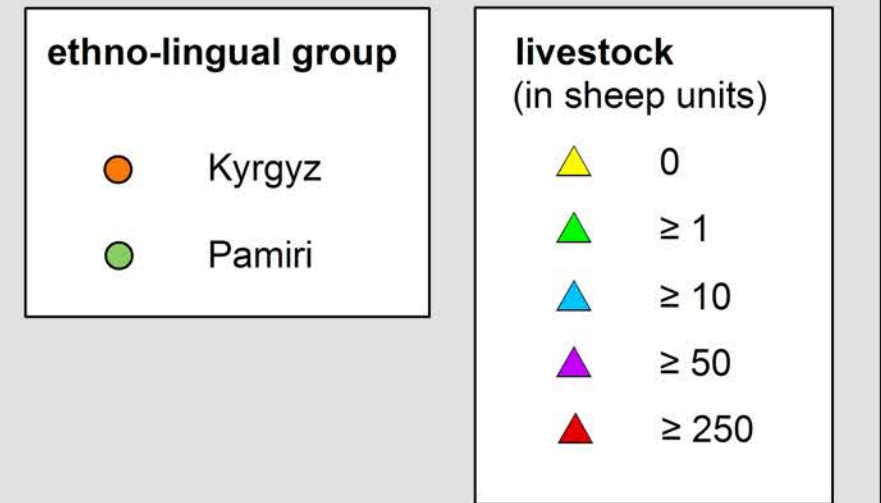 ethno-lingual group
Kyrgyz
Pamiri
livestock
(in sheep units)
0
≥ 1
≥ 10
≥ 50
≥ 250